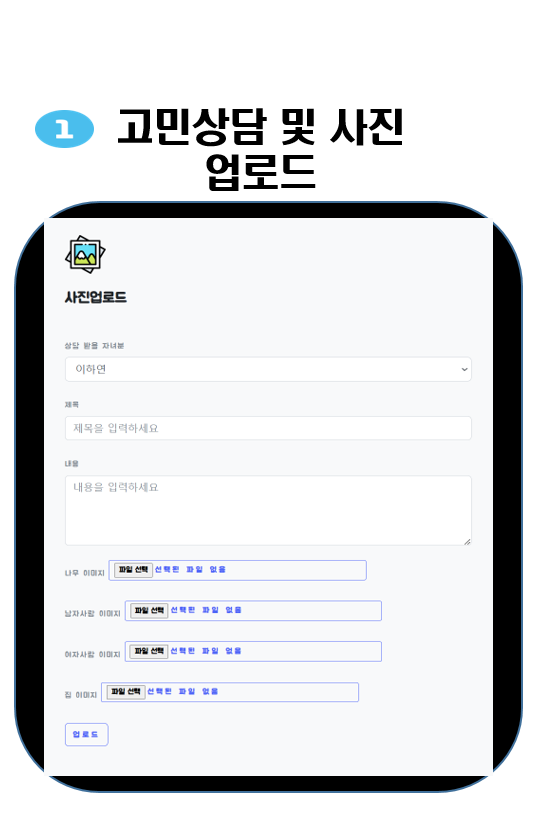 1
고민상담 및 사진
업로드
사진업로드
상담 받을 자녀분
이하연
제목
제목을 입력하세요
내용
내용을 입력하세요
나무 이미지 파일 선택 선택된 파일 없음
남자사람 이미지 파일 선택 선택된 파일 없음
여자사람 이미지 파일 선택 선택된 파일 없음
집 이미지 파일 선택 선택된 파일 없음
업로드